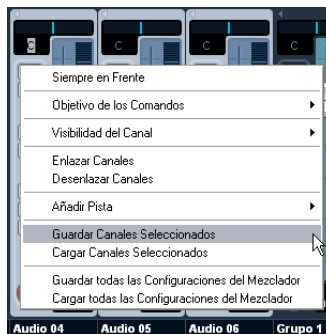 C C C C
Siempre en Frente
Objetivo de los Comandos
Visibilidad del Canal
Enlazar Canales
Desenlazar Canales
Añadir Pista
Guardar Canales Seleccionados
Cargar Canales Seleccionados
Guardar todas las Configuraciones del Mezclador
Cargar todas las Configuraciones del Mezclador
Audio 04 Audio 05 Audio 06 Grupo 1